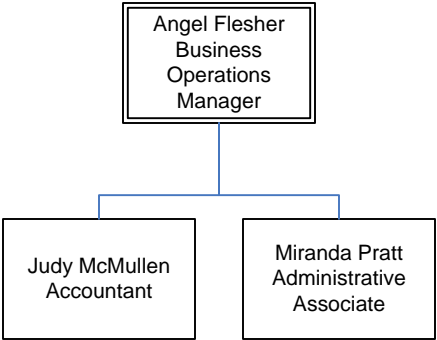 Angel Flesher
Business
Operations
Manager
Judy McMullen
Accountant
Miranda Pratt
Administrative
Associate